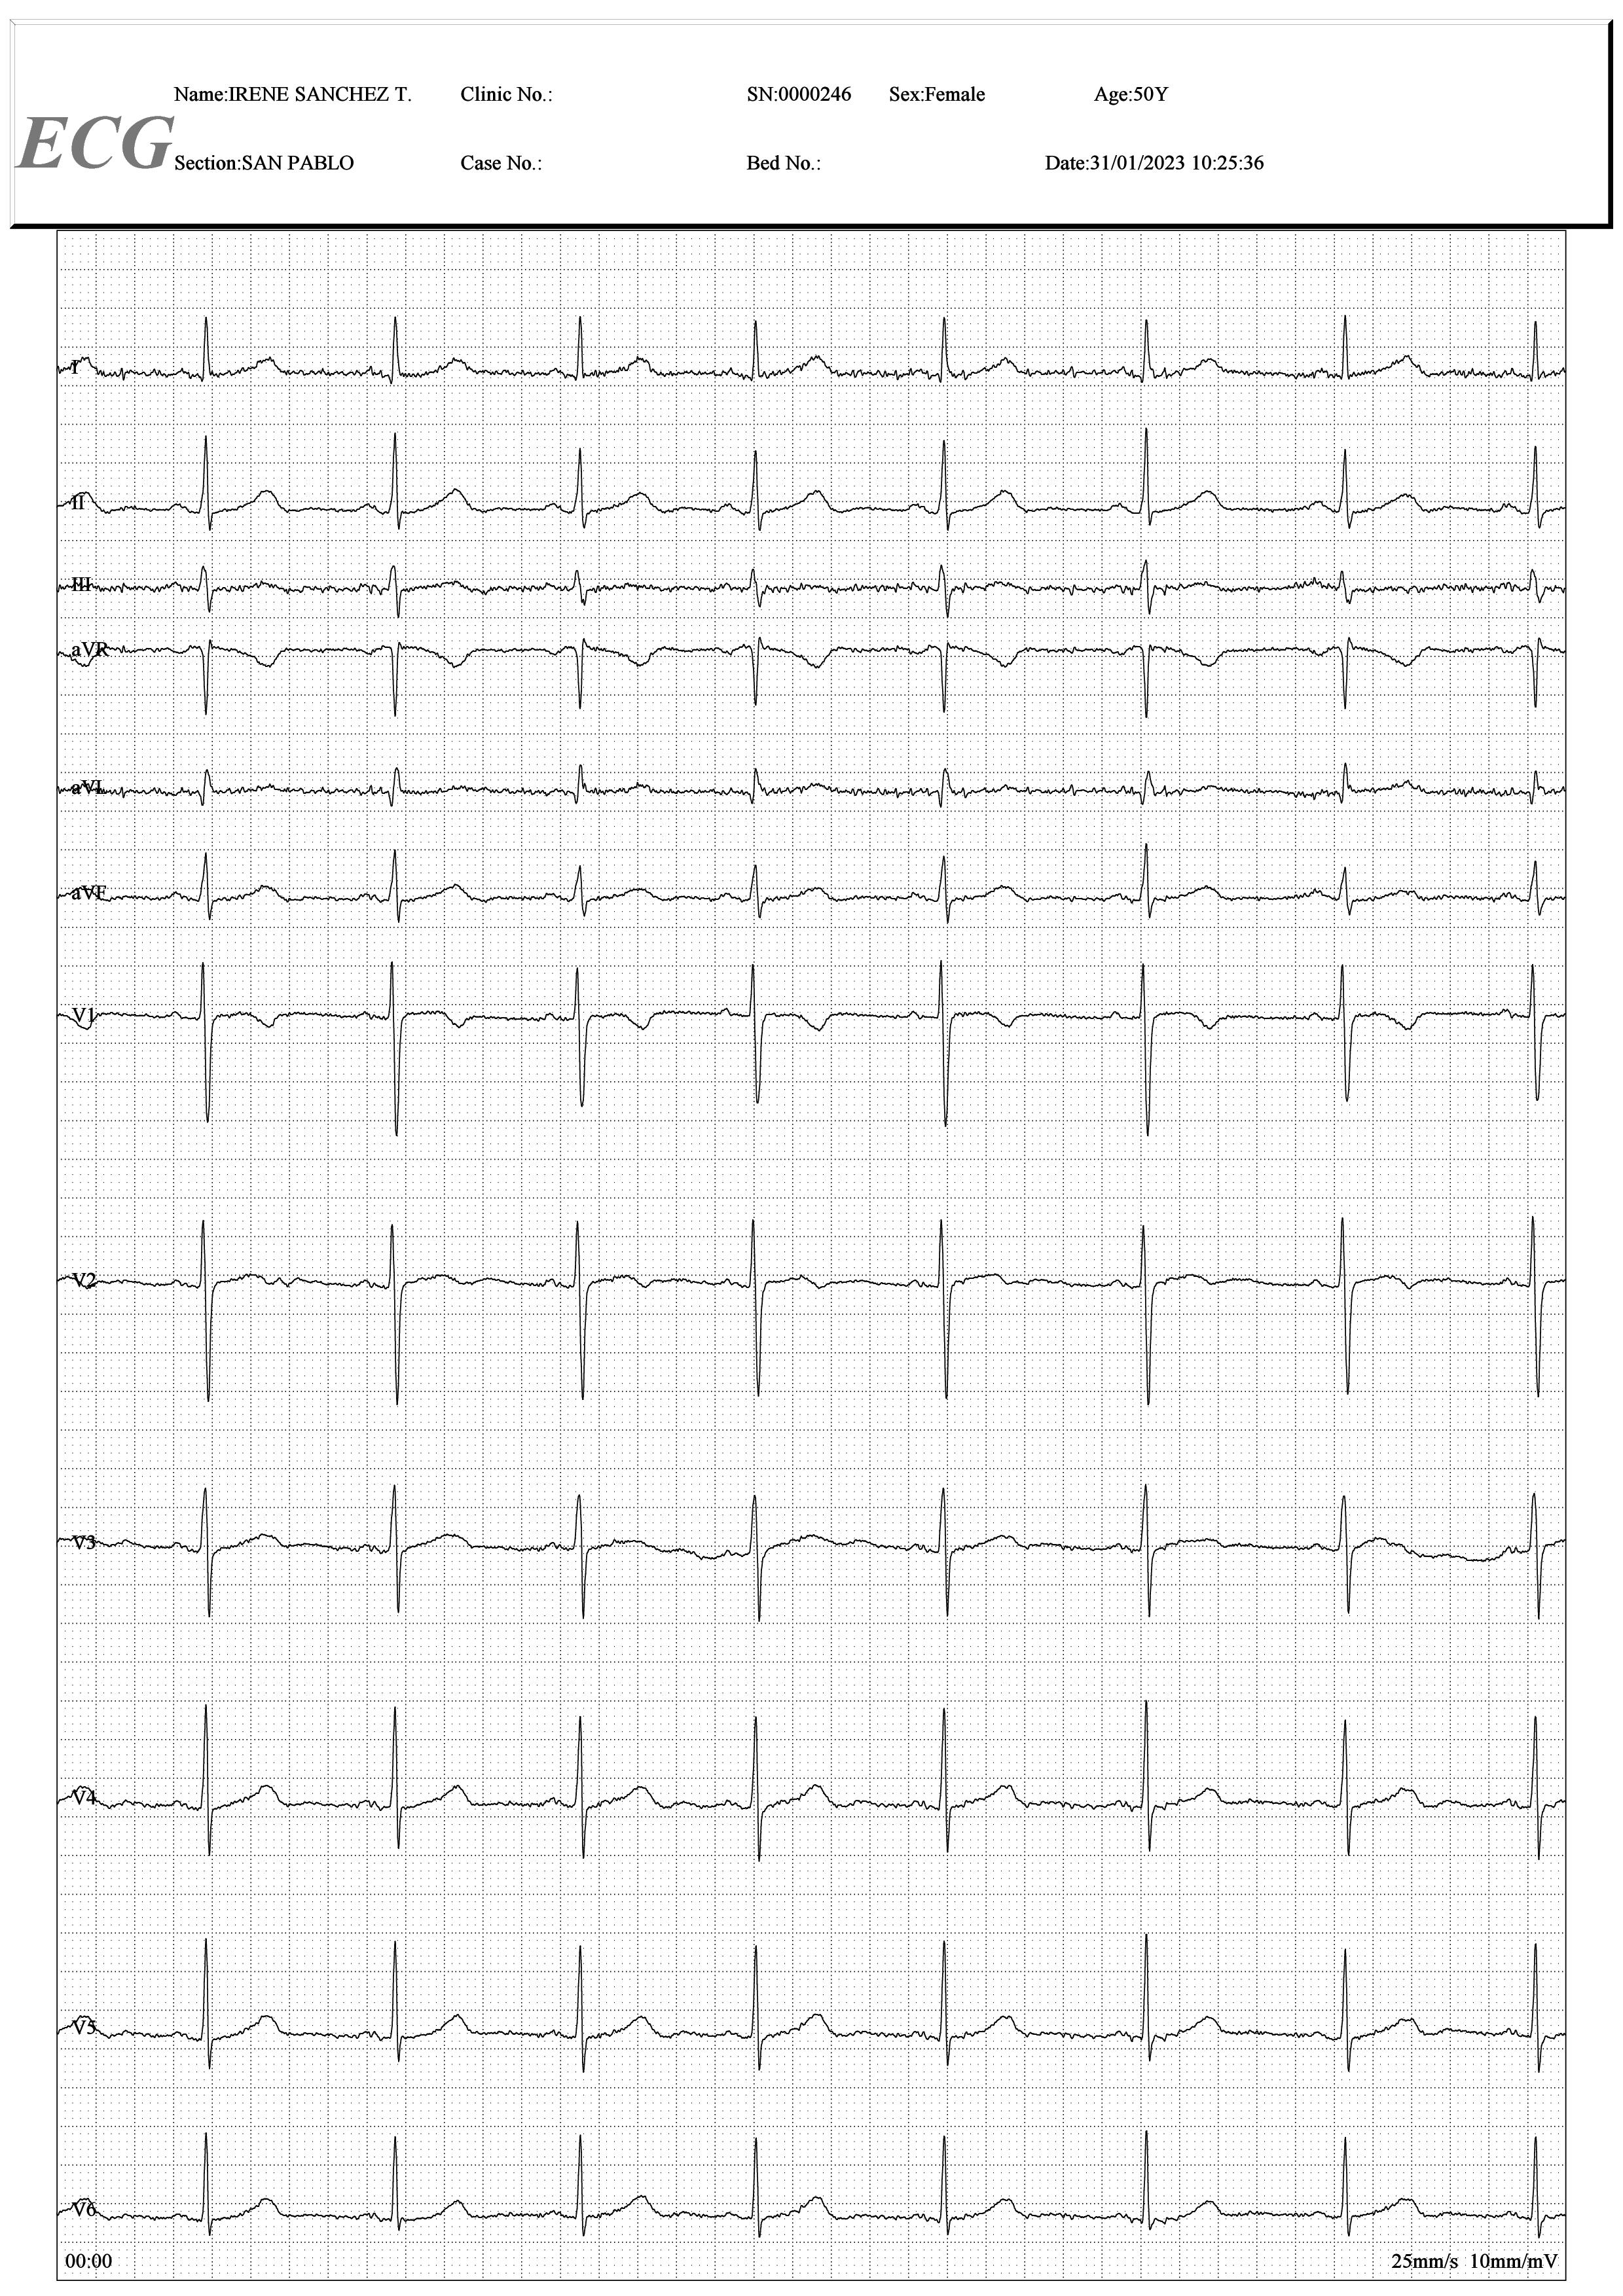 Name:IRENE SANCHEZ T. Clinic No.: SN:0000246 Sex:Female Age:50Y
ECG
Section:SAN PABLO Case No.: Bed No.: Date:31/01/2023 10:25:36
I
II
III
aVR
aVL
aVF
V1
V2
V3
V4
V5
V6
00:00 25mm/s 10mm/mV